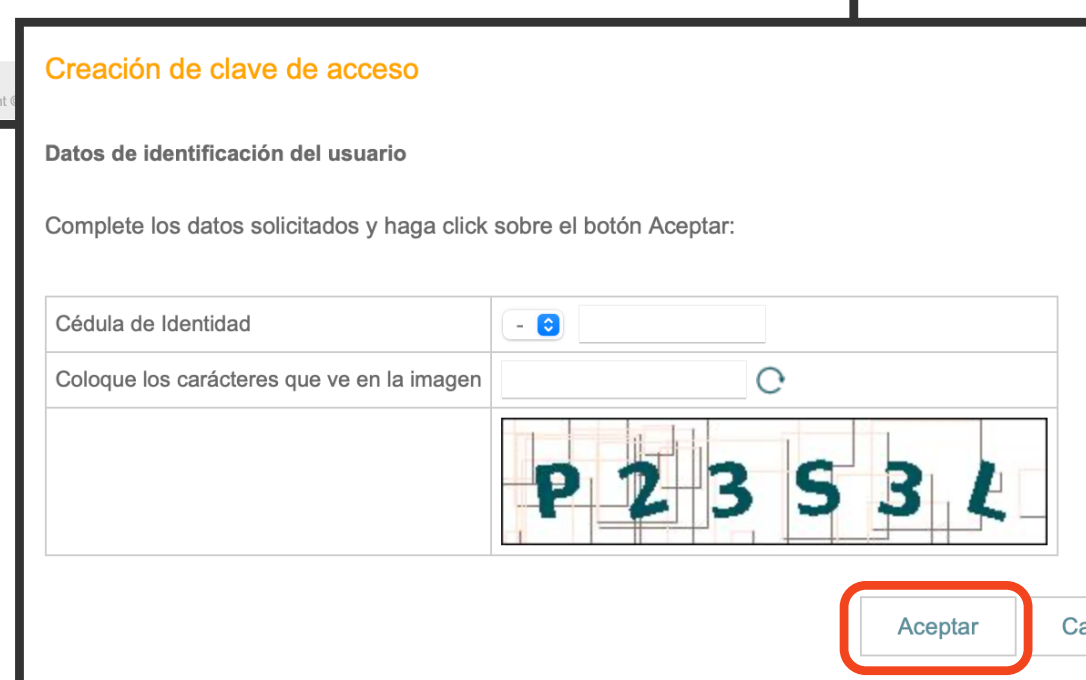 Creación de clave de acceso
Datos de identificación del usuario
Complete los datos solicitados y haga click sobre el botón Aceptar:
Cédula de Identidad -
Coloque los carácteres que ve en la imagen
P23S3L
Aceptar